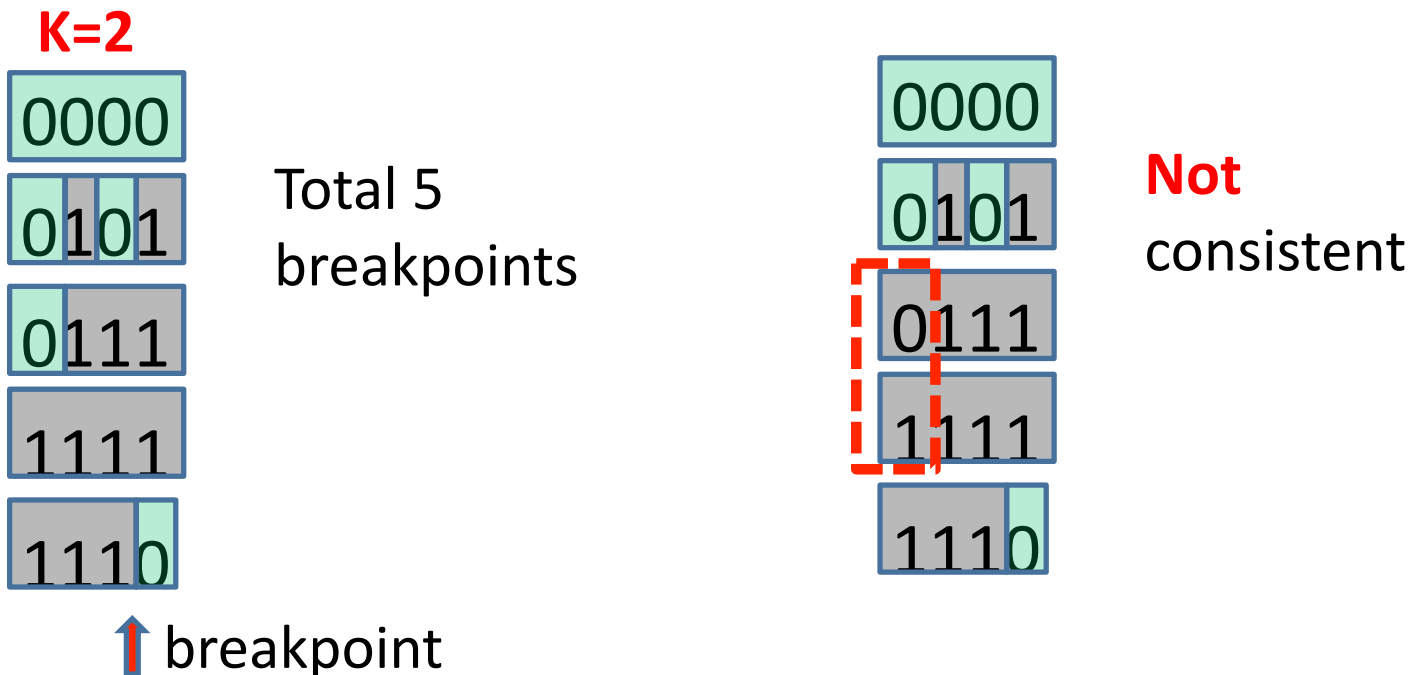 K=2
0000
0101
0111
1111
1110
Total 5
breakpoints
breakpoint
0000
0101
0111
1111
1110
Not
consistent